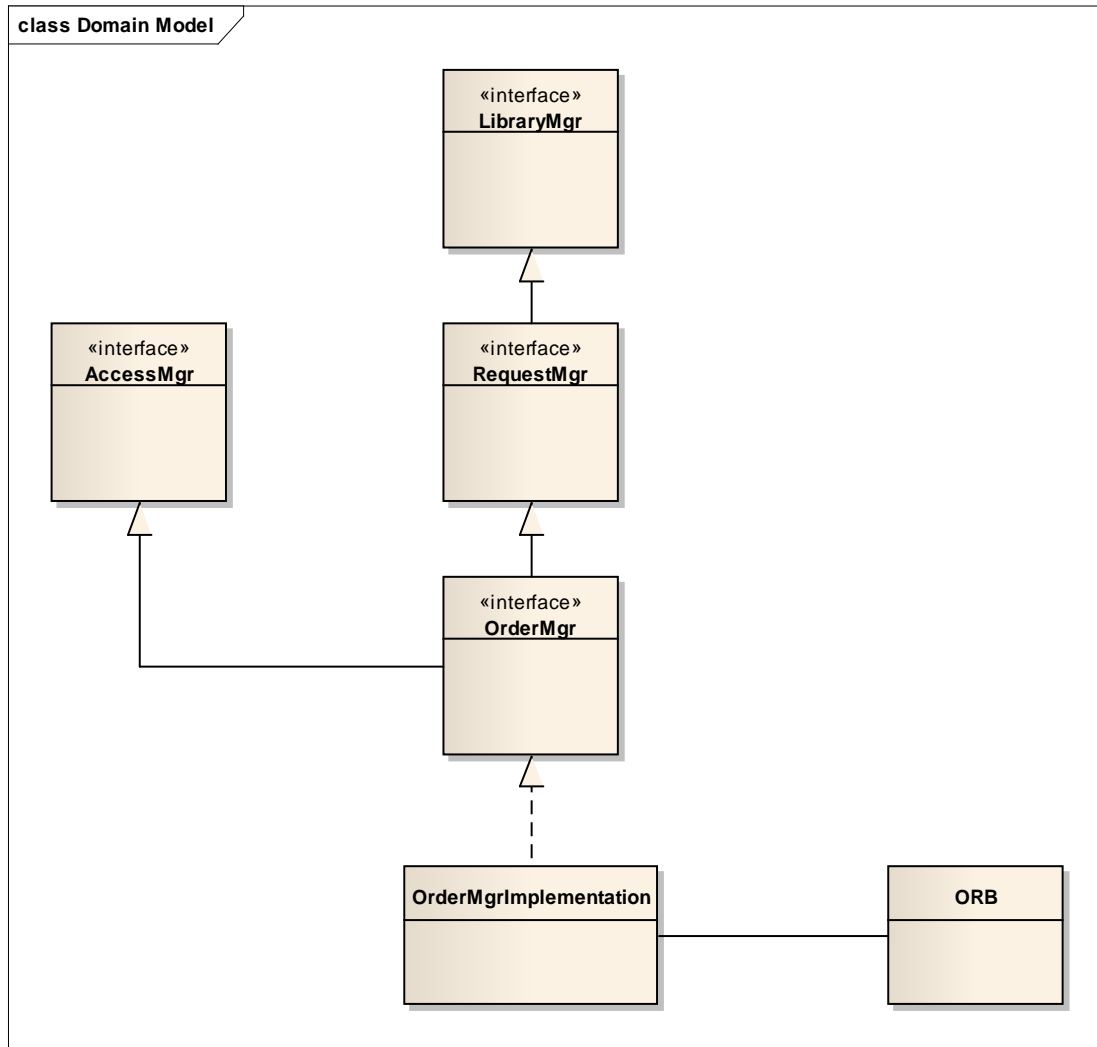 class Domain Model
«interface»
LibraryMgr
«interface»
AccessMgr
«interface»
RequestMgr
«interface»
OrderMgr
OrderMgrImplementation
ORB